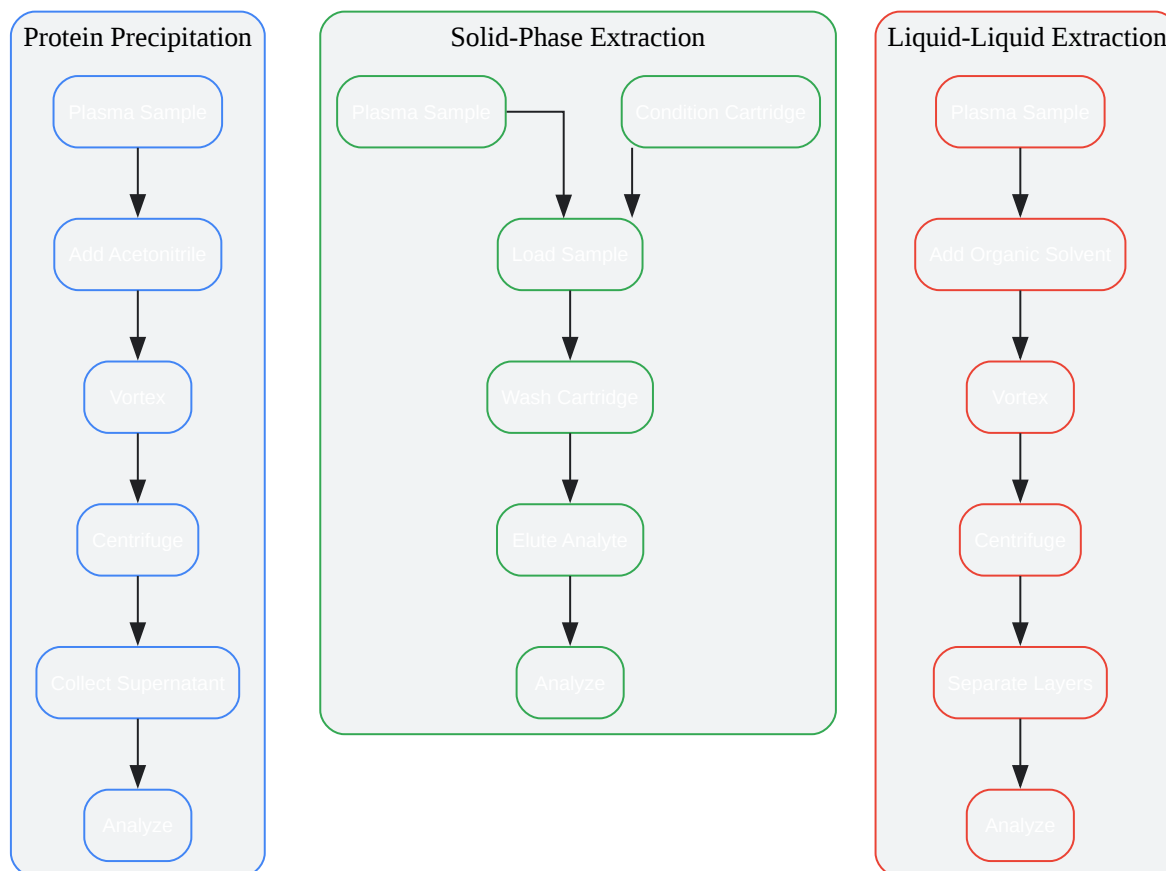 Protein Precipitation
Plasma Sample
Add Acetonitrile
Vortex
Centrifuge
Collect Supernatant
Analyze
Solid-Phase Extraction
Plasma Sample
Condition Cartridge
Load Sample
Wash Cartridge
Elute Analyte
Analyze
Liquid-Liquid Extraction
Plasma Sample
Add Organic Solvent
Vortex
Centrifuge
Separate Layers
Analyze